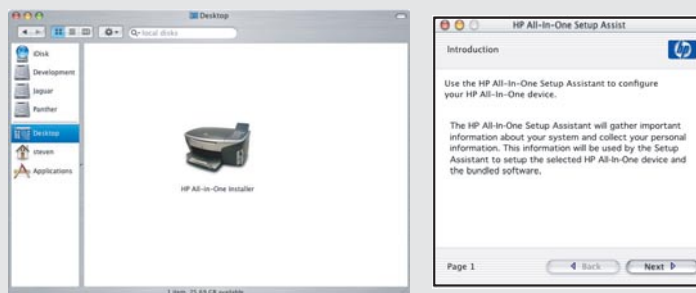 Desktop
local disks
iDisk
Development
Jaguar
Panther
Desktop
steven
Applications
HP All-in-One Installer
HP All-In-One Setup Assist
Introduction
hp
Use the HP All-In-One Setup Assistant to configure
your HP All-In-One device.
The HP All-In-One Setup Assistant will gather important
information about your system and collect your personal
information. This information will be used by the Setup
Assistant to setup the selected HP All-In-One device and
the bundled software.
Page 1
Back
Next